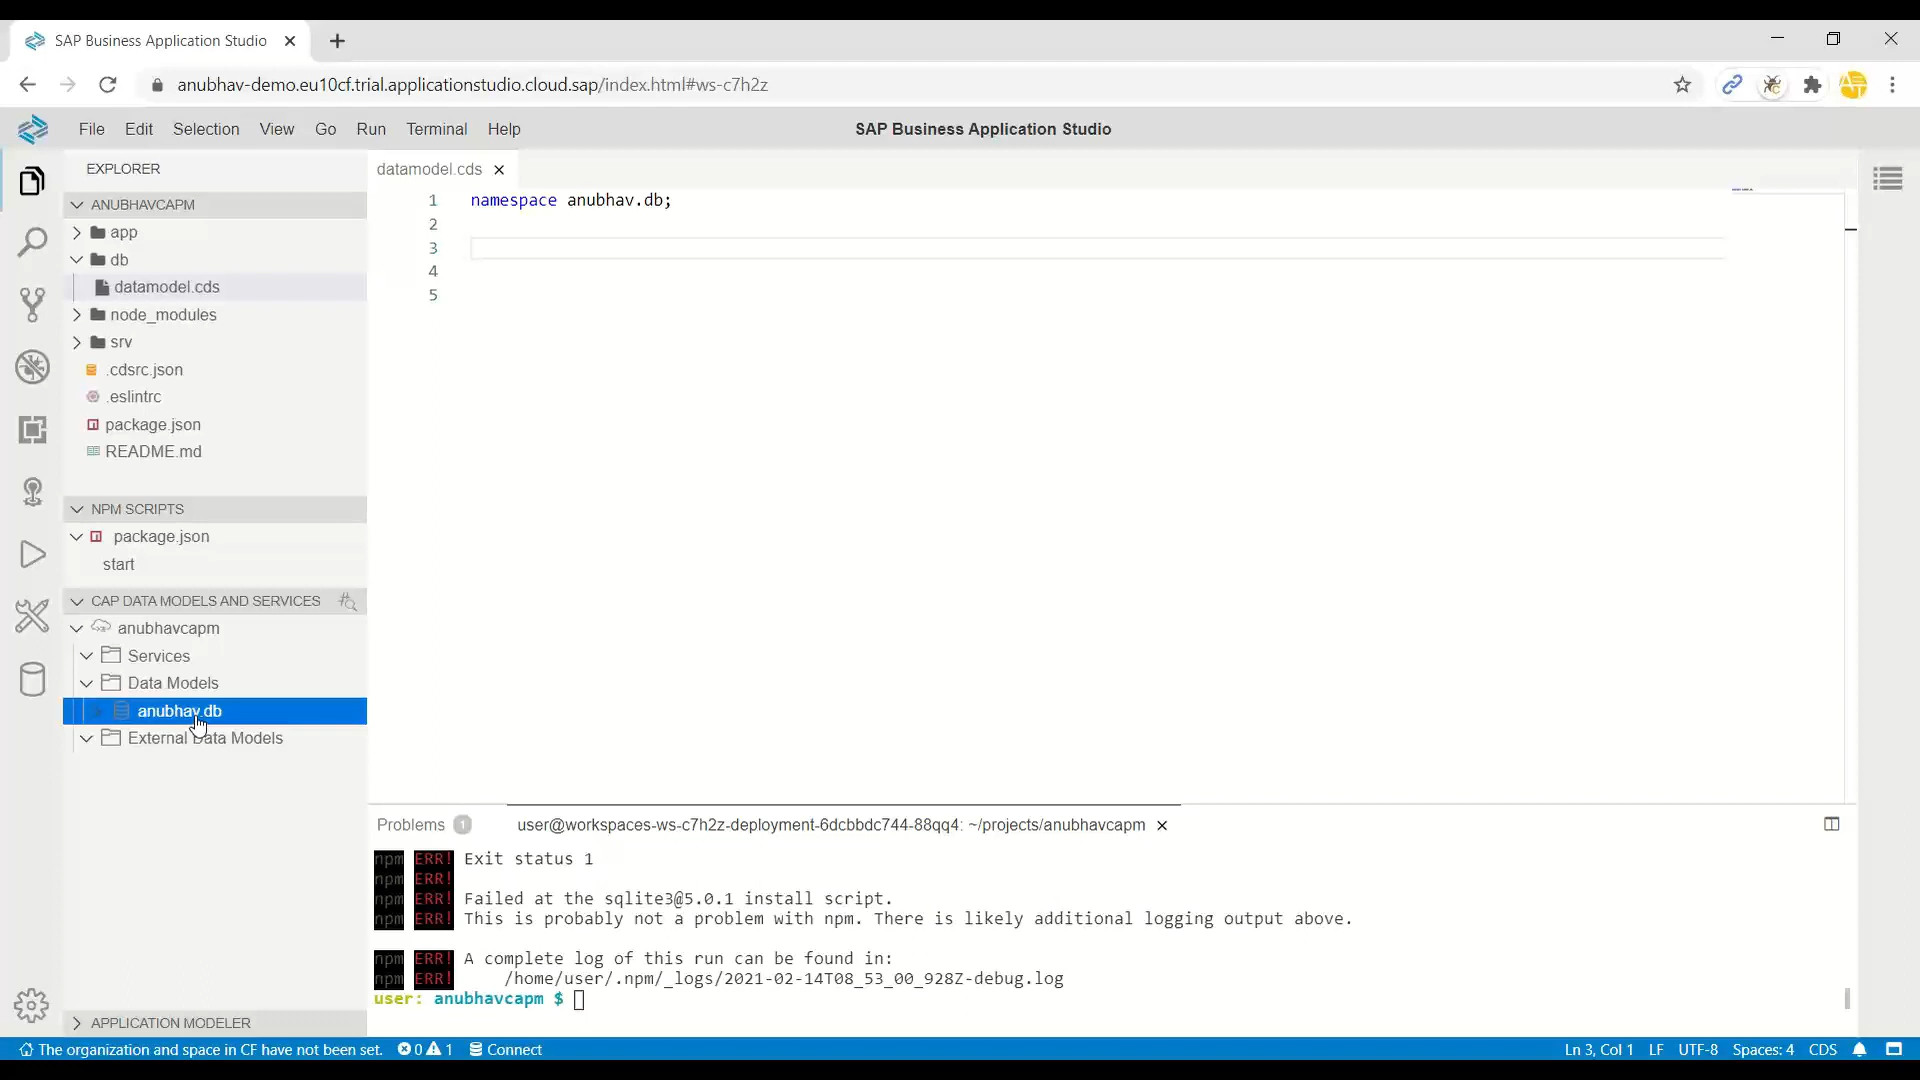 SAP Business Application Studio
anubhav-demo.eu10cf.trial.applicationstudio.cloud.sap/index.html#ws-c7h2z
File Edit Selection View Go Run Terminal Help
SAP Business Application Studio
EXPLORER
ANUBHAVCAPM
app
db
datamodel.cds
node_modules
srv
.cdsrc.json
.eslintrc
package.json
README.md
NPM SCRIPTS
package.json
start
CAP DATA MODELS AND SERVICES
anubhavcapm
Services
Data Models
anubhav.db
External Data Models
APPLICATION MODELER
datamodel.cds
1 namespace anubhav.db;
2
3
4
5
Problems 1
user@workspaces-ws-c7h2z-deployment-6dcbbdc744-88qq4: ~/projects/anubhavcapm
npm ERR! Exit status 1
npm ERR!
npm ERR! Failed at the sqlite3@5.0.1 install script.
npm ERR! This is probably not a problem with npm. There is likely additional logging output above.
npm ERR! A complete log of this run can be found in:
npm ERR! /home/user/.npm/_logs/2021-02-14T08_53_00_928Z-debug.log
user: anubhavcapm $
The organization and space in CF have not been set. 0 1 Connect
Ln 3, Col 1 LF UTF-8 Spaces: 4 CDS